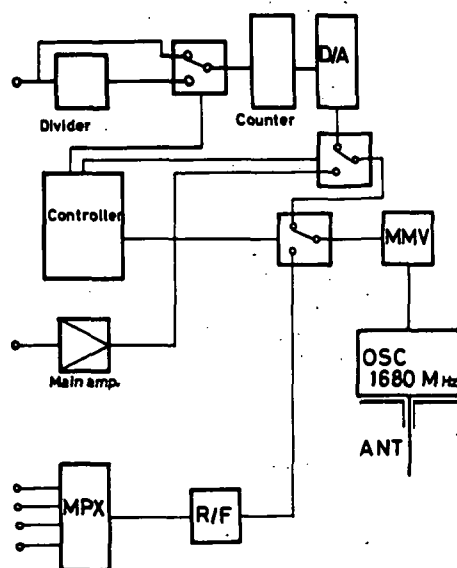 D/A
Divider
Counter
Controller
MMV
Main amp.
OSC
1680 MHz
ANT
MPX
R/F